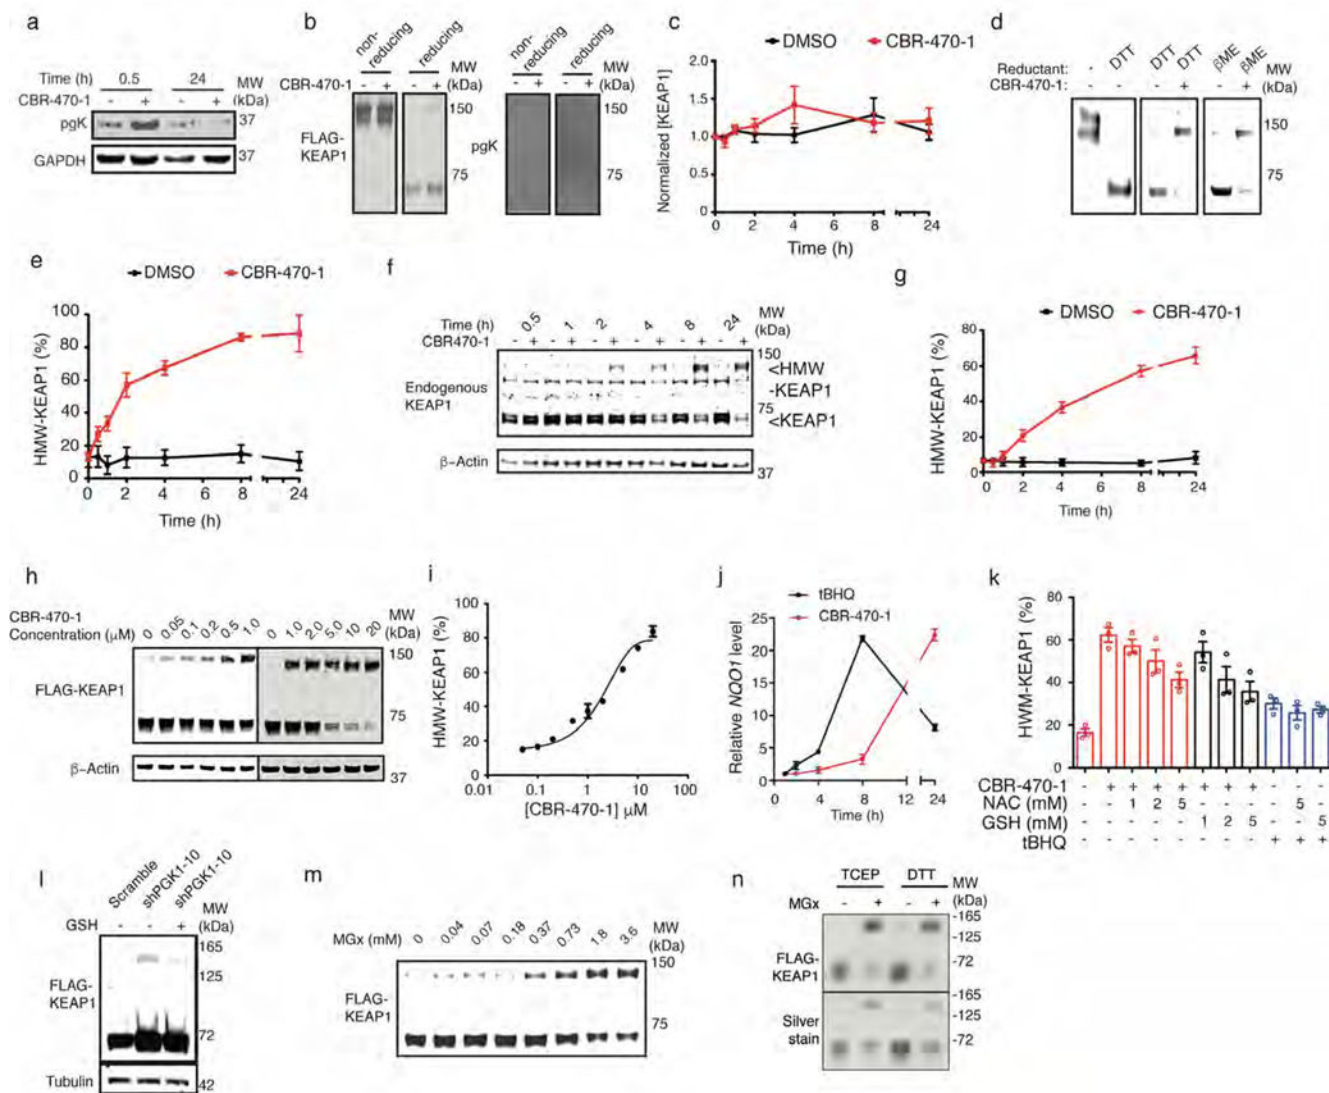 a
Time (h) 0.5 24 MW
CBR-470-1 - + - + (kDa)
pgK 37
GAPDH 37
b
non-reducing reducing MW non-reducing reducing MW
CBR-470-1 - + - + (kDa) - + - + (kDa)
FLAG-KEAP1 150 pgK 150
75 75
c
DMSO CBR-470-1
Normalized [KEAP1]
2.0
1.5
1.0
0.5
0
0 2 4 6 8 24
Time (h)
d
Reductant: - DTT DTT DTT βME βME MW
CBR-470-1: - - - + - + (kDa)
150
75
e
DMSO CBR-470-1
HMW-KEAP1 (%)
100
80
60
40
20
0
0 2 4 6 8 24
Time (h)
f
Time (h) 0.5 1 2 4 8 24 MW
CBR470-1 - + - + - + - + - + - + (kDa)
150
<HMW
Endogenous -KEAP1
KEAP1 75
<KEAP1
β-Actin
37
g
DMSO CBR-470-1
HMW-KEAP1 (%)
80
60
40
20
0
0 2 4 6 8 24
Time (h)
h
CBR-470-1
Concentration (μM) 0 0.05 0.1 0.2 0.5 1.0 0 1.0 2.0 5.0 10 20 MW (kDa)
150
FLAG-KEAP1
75
β-Actin
37
i
HMW-KEAP1 (%)
100
80
60
40
20
0
0.01 0.1 1 10 100
[CBR-470-1] μM
j
tBHQ
CBR-470-1
Relative NQO1 level
25
20
15
10
5
0
0 4 8 12 24
Time (h)
k
HWM-KEAP1 (%)
80
60
40
20
0
CBR-470-1 - + + + + + + + - - -
NAC (mM) - - 1 2 5 - - - - 5 -
GSH (mM) - - - - - 1 2 5 - - 5
tBHQ - - - - - - - - + + +
l
Scramble shPGK1-10 shPGK1-10
GSH - - + MW
(kDa)
165
FLAG-KEAP1 125
72
Tubulin 42
m
MGx (mM) 0 0.04 0.07 0.18 0.37 0.73 1.8 3.6 MW (kDa)
150
FLAG-KEAP1
75
n
TCEP DTT MW
MGx - + - + (kDa)
-165
-125
FLAG-KEAP1 -72
-165
Silver -125
stain -72